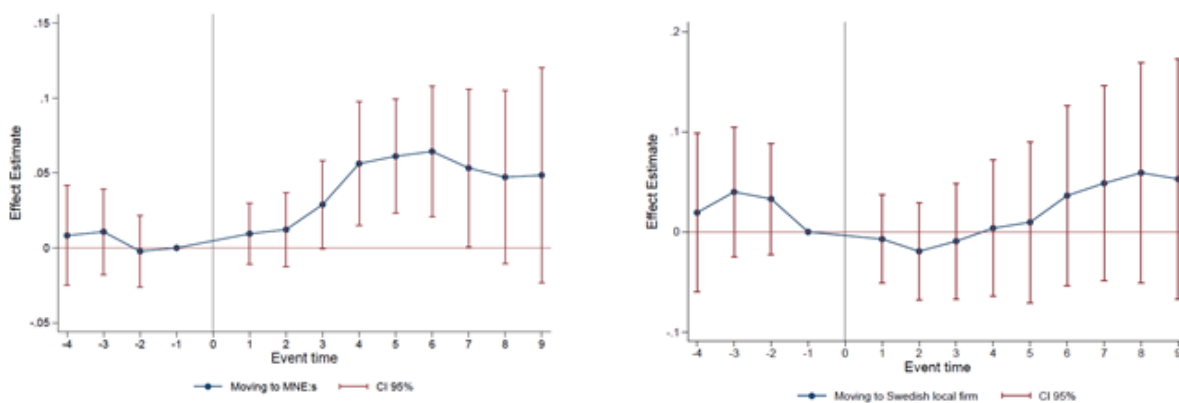 .15
.1
.05
0
-.05
Effect Estimate
-4 -3 -2 -1 0 1 2 3 4 5 6 7 8 9
Event time
Moving to MNE:s CI 95%
.2
.1
0
-.1
Effect Estimate
-4 -3 -2 -1 0 1 2 3 4 5 6 7 8 9
Event time
Moving to Swedish local firm CI 95%